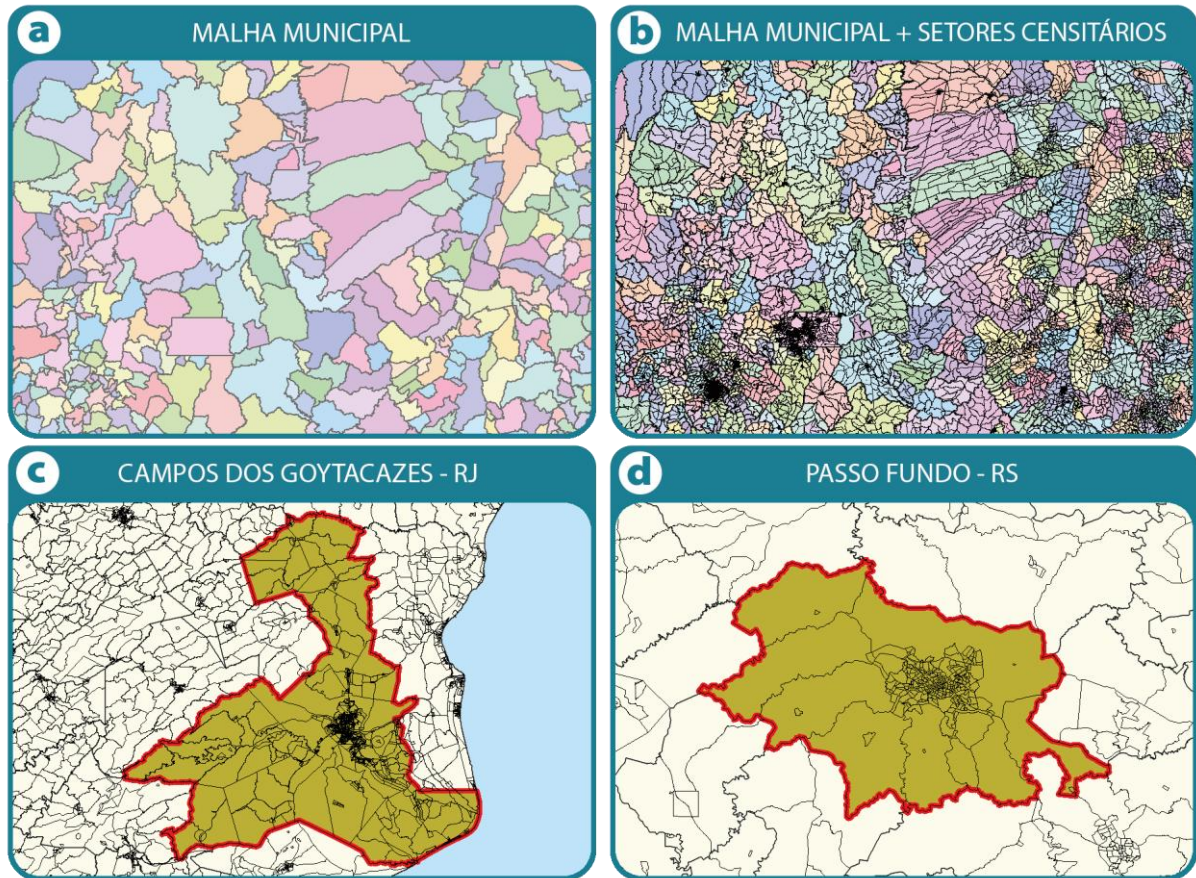 a MALHA MUNICIPAL
b MALHA MUNICIPAL + SETORES CENSITÁRIOS
c CAMPOS DOS GOYTACAZES - RJ
d PASSO FUNDO - RS